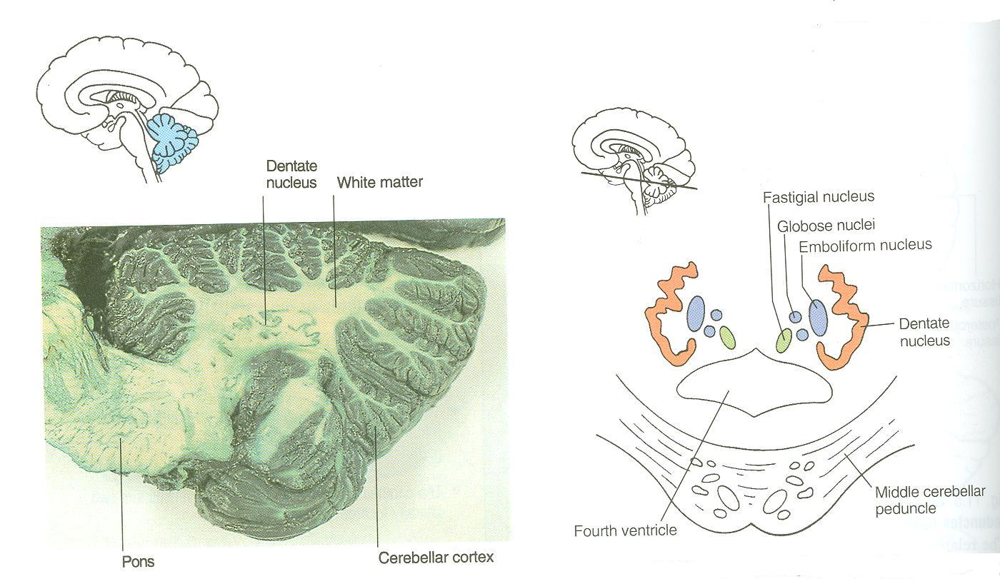 Dentate
nucleus
White matter
Pons
Cerebellar cortex
Fastigial nucleus
Globose nuclei
Emboliform nucleus
Dentate
nucleus
Middle cerebellar
peduncle
Fourth ventricle